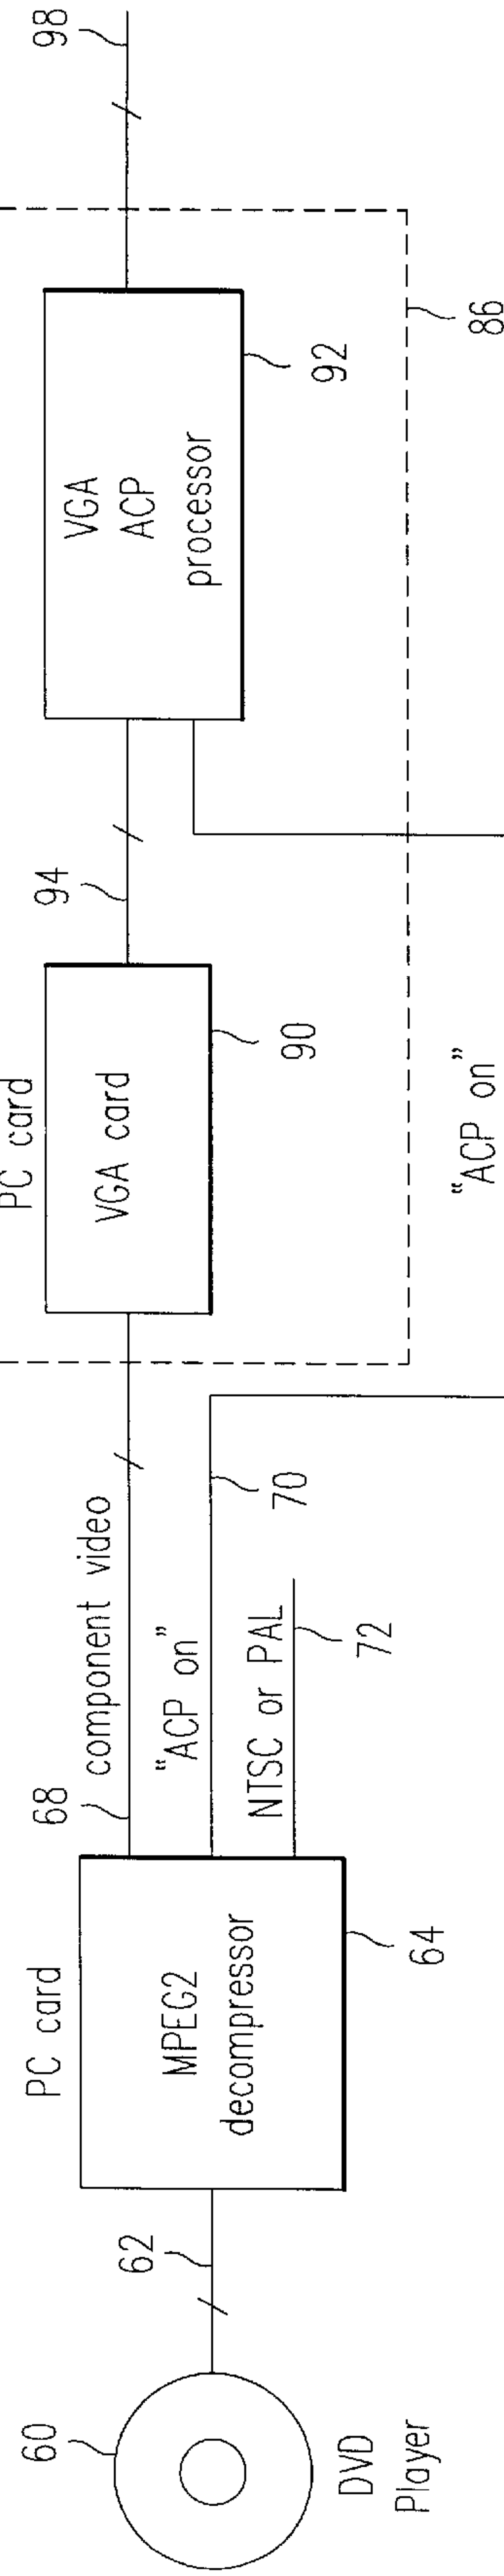 60
DVD
Player
62
PC card
MPEG2
decompressor
64
68
component video
"ACP on"
70
NTSC or PAL
72
PC card
VGA card
90
94
"ACP on"
VGA
ACP
processor
92
86
98